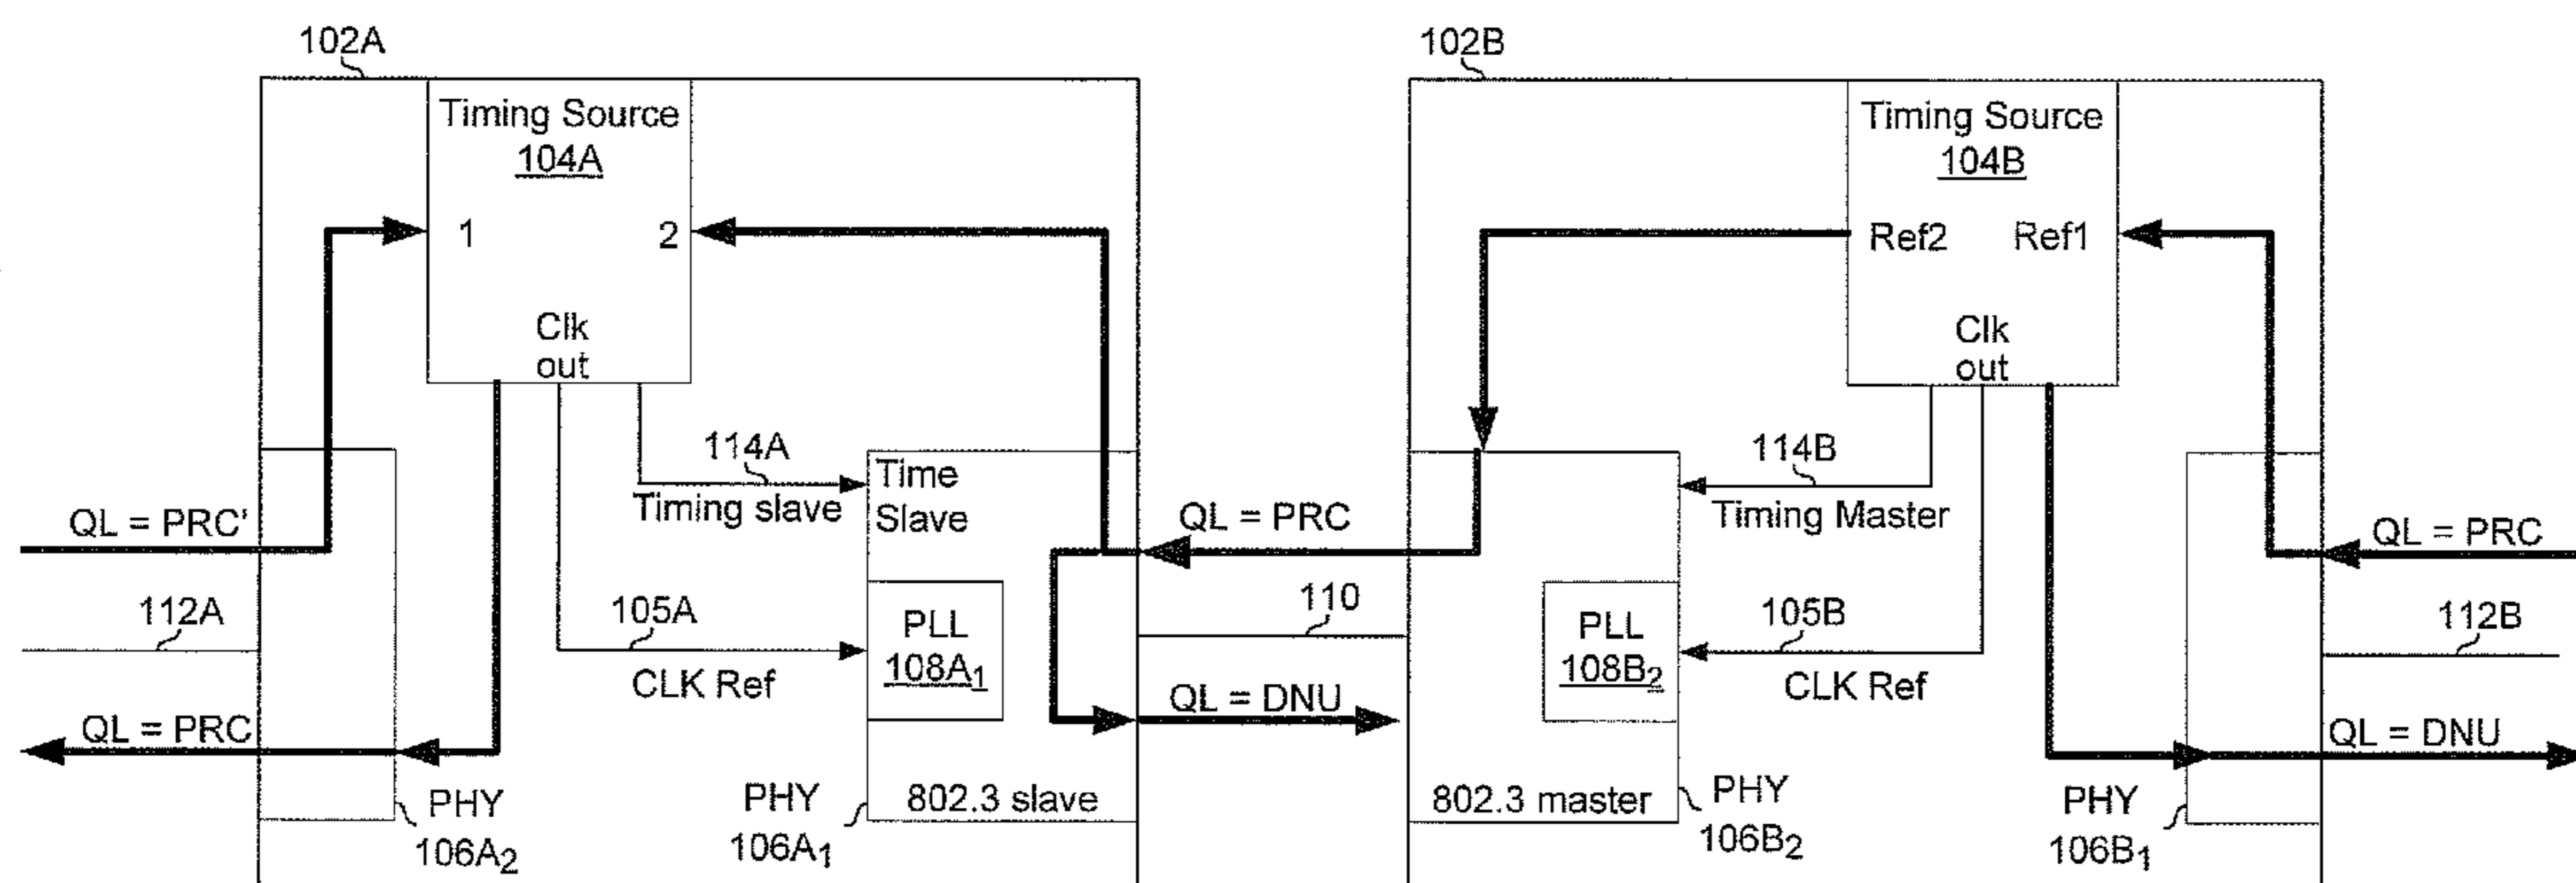 102A
102B
Timing Source
104A
Timing Source
104B
1
2
Ref2
Ref1
Clk
out
Clk
out
114A
Timing slave
Time
Slave
114B
Timing Master
QL = PRC'
QL = PRC
QL = PRC
112A
105A
CLK Ref
PLL
108A1
110
PLL
108B2
105B
CLK Ref
112B
QL = PRC
QL = DNU
QL = DNU
PHY
106A2
PHY
106A1
802.3 slave
802.3 master
PHY
106B2
PHY
106B1